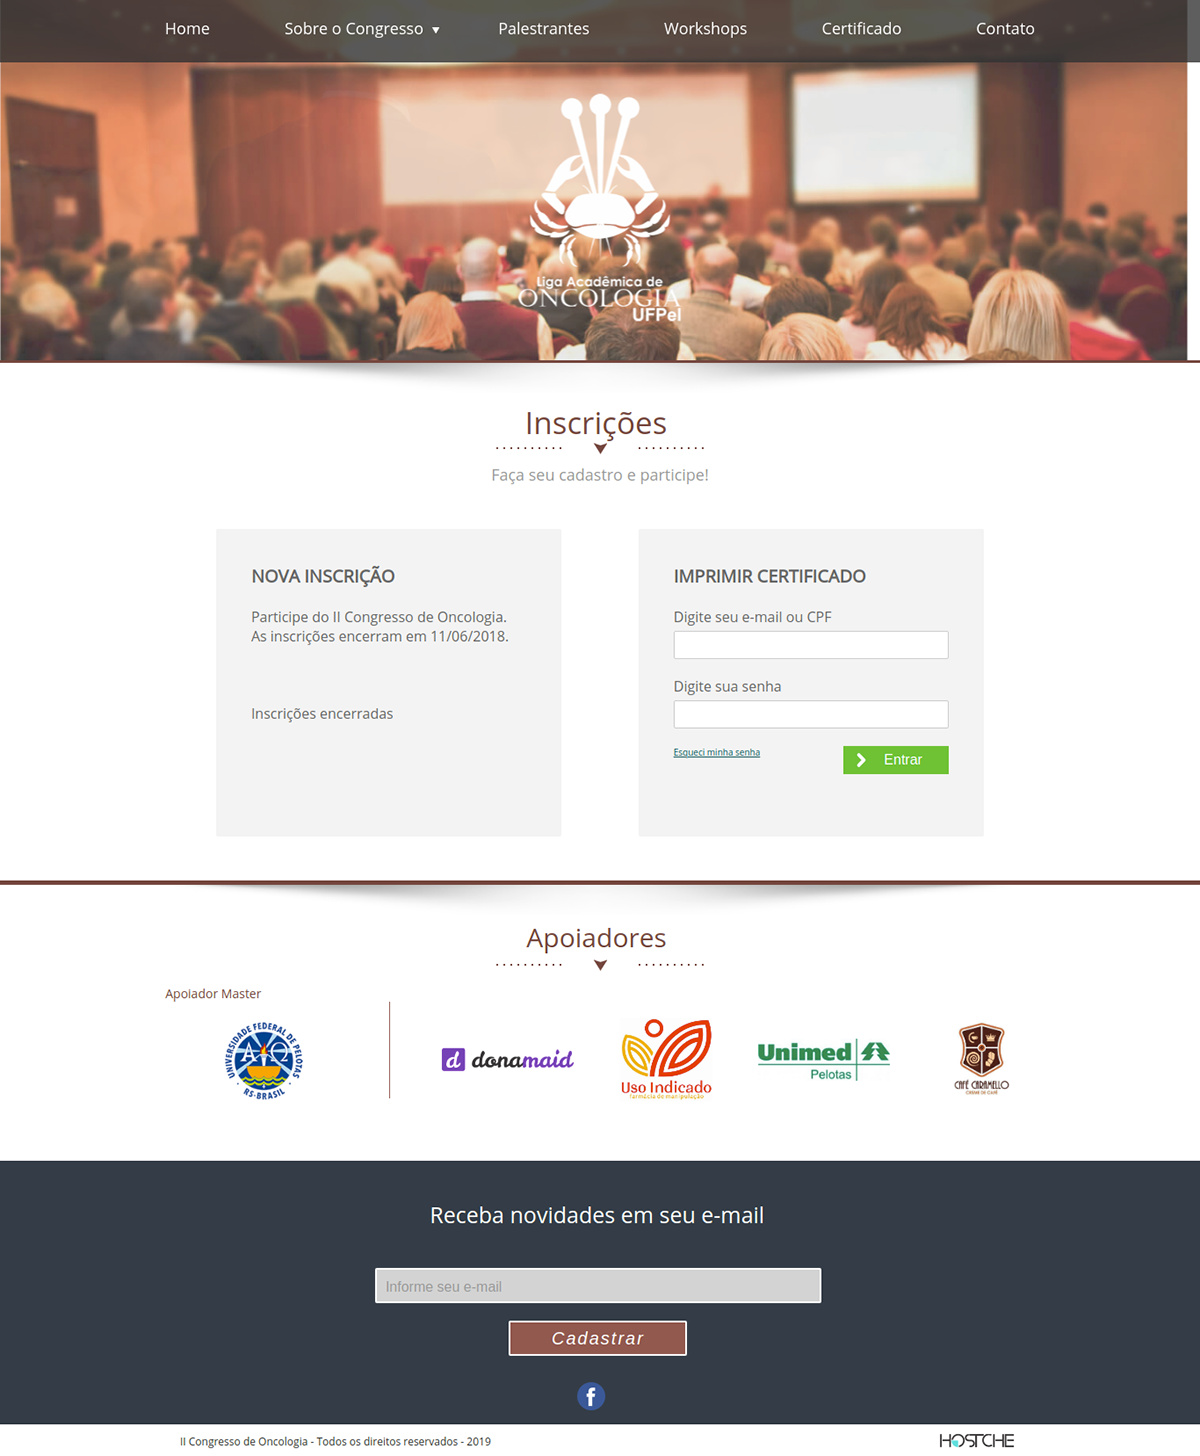 Home
Sobre o Congresso ▼
Palestrantes
Workshops
Certificado
Contato
Liga Acadêmica de
ONCOLOGIA
UFPel
Inscrições
Faça seu cadastro e participe!
NOVA INSCRIÇÃO
Participe do II Congresso de Oncologia.
As inscrições encerram em 11/06/2018.
Inscrições encerradas
IMPRIMIR CERTIFICADO
Digite seu e-mail ou CPF
Digite sua senha
Esqueci minha senha
Entrar
Apoiadores
Apoiador Master
UNIVERSIDADE FEDERAL DE PELOTAS
RS-BRASIL
ΑΩ
d donamaid
Uso Indicado
farmácia de manipulação
Unimed
Pelotas
CAFÉ CARAMELLO
Receba novidades em seu e-mail
Informe seu e-mail
Cadastrar
f
II Congresso de Oncologia - Todos os direitos reservados - 2019
HOSTCHE